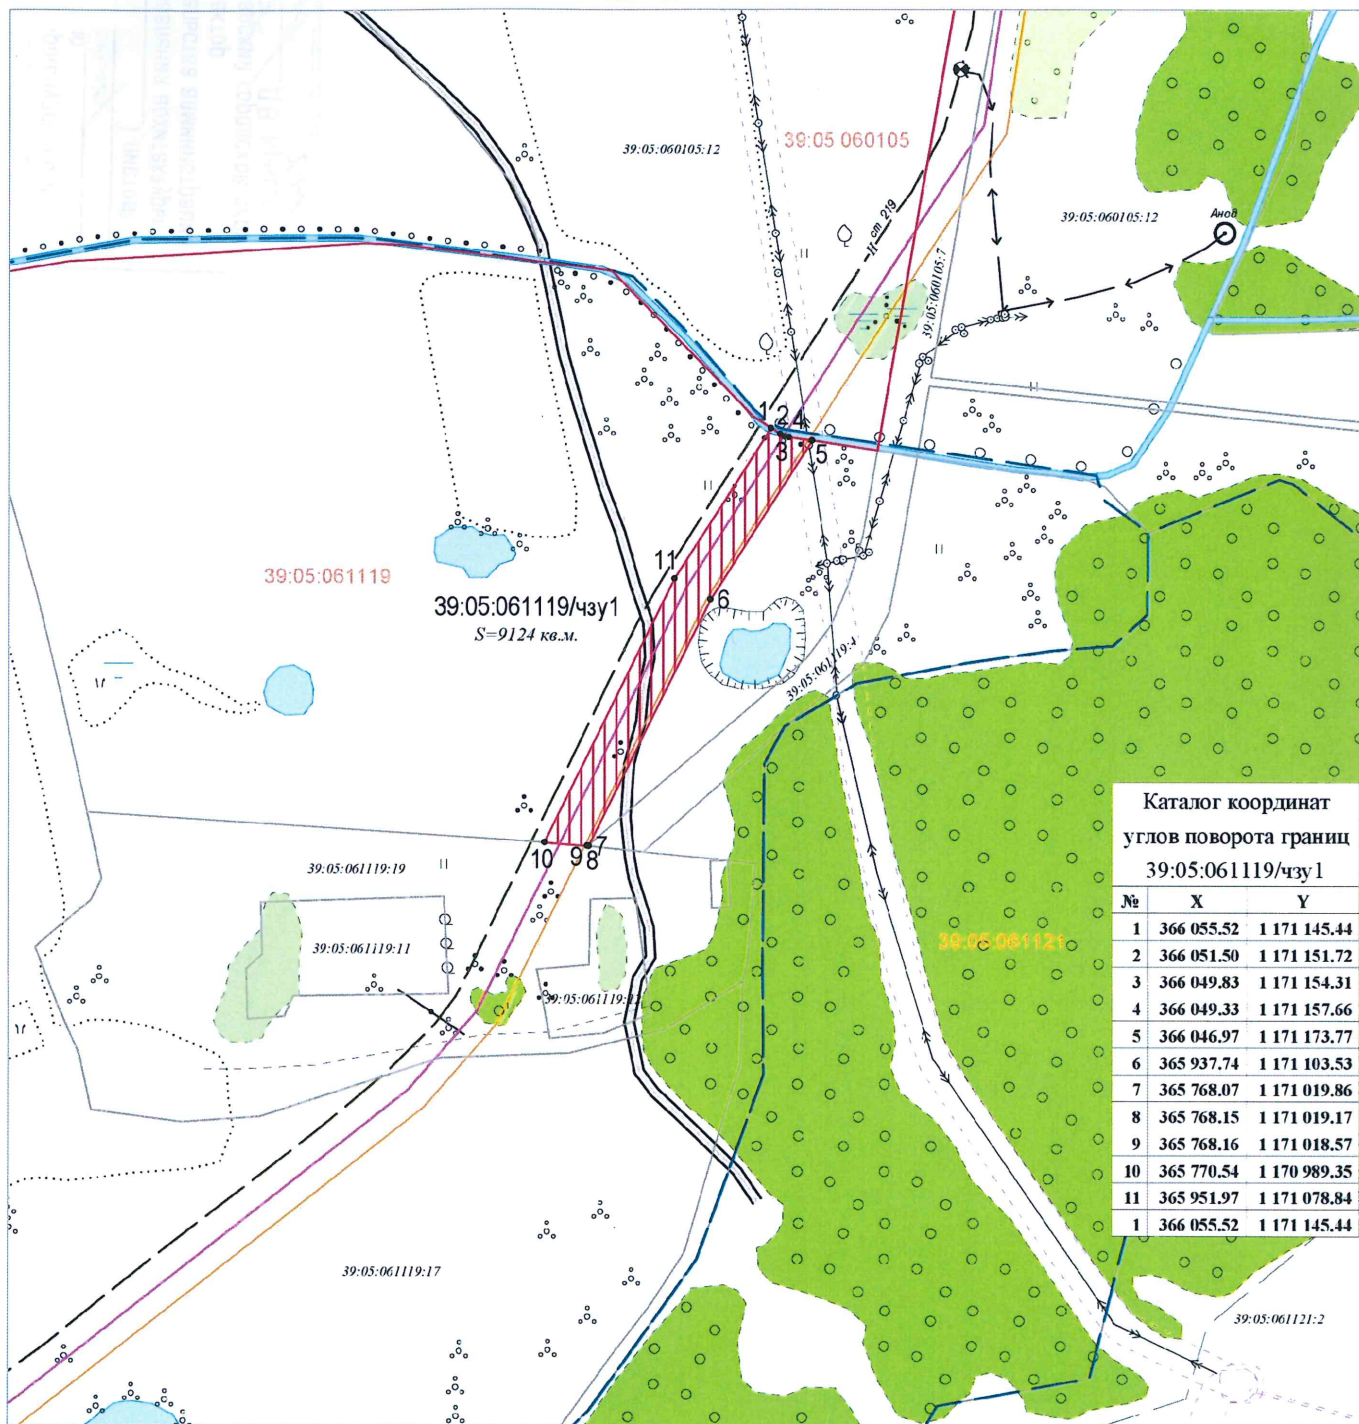 39:05:060105:12
39:05:060105
39:05:060105:12
Анод
Н ст 219
39:05:060105:7
1
2
4
3
5
11
6
39:05:061119
39:05:061119/чзу1
S=9124 кв.м.
39:05:061119:4
10
9
8
7
39:05:061119:19
39:05:061119:11
39:05:061119:12
39:05:061121
39:05:061119:17
39:05:061121:2
Каталог координат
углов поворота границ
39:05:061119/чзу1
№ X Y
1 366 055.52 1 171 145.44
2 366 051.50 1 171 151.72
3 366 049.83 1 171 154.31
4 366 049.33 1 171 157.66
5 366 046.97 1 171 173.77
6 365 937.74 1 171 103.53
7 365 768.07 1 171 019.86
8 365 768.15 1 171 019.17
9 365 768.16 1 171 018.57
10 365 770.54 1 170 989.35
11 365 951.97 1 171 078.84
1 366 055.52 1 171 145.44